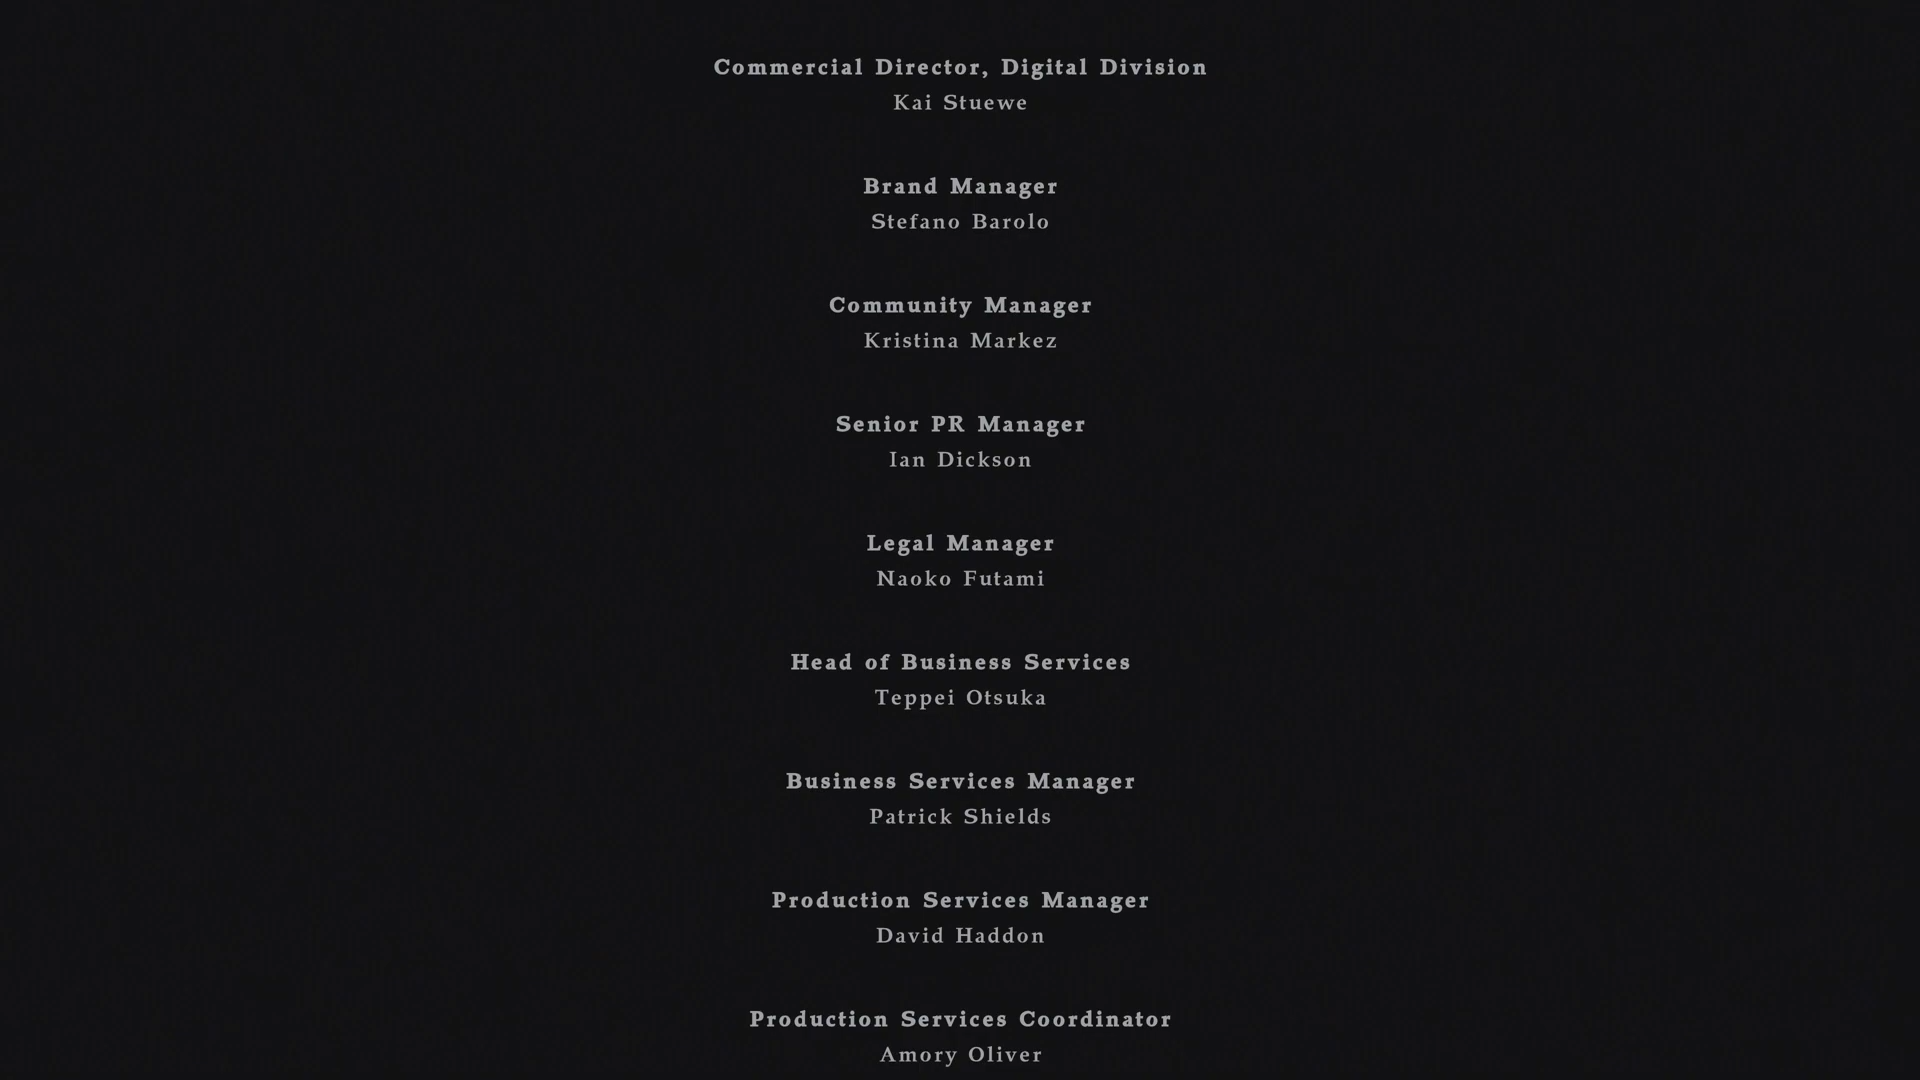 Commercial Director, Digital Division
Kai Stuewe
Brand Manager
Stefano Barolo
Community Manager
Kristina Markez
Senior PR Manager
Ian Dickson
Legal Manager
Naoko Futami
Head of Business Services
Teppei Otsuka
Business Services Manager
Patrick Shields
Production Services Manager
David Haddon
Production Services Coordinator
Amory Oliver